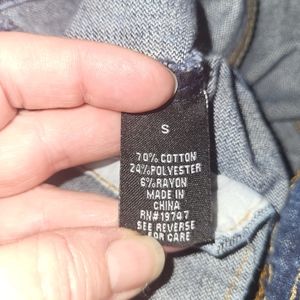 S
70% COTTON
24% POLYESTER
6% RAYON
MADE IN
CHINA
RN#19747
SEE REVERSE
FOR CARE